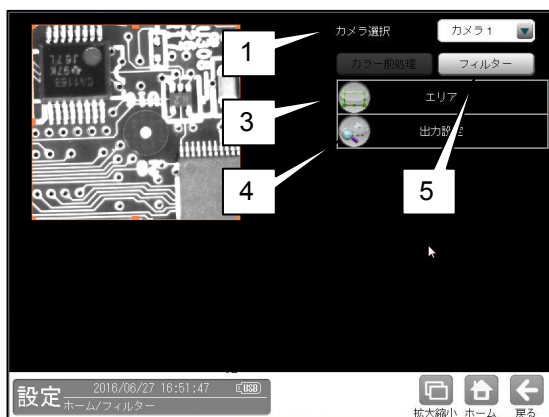 1
カメラ選択
カメラ1
カラー前処理
フィルター
3
エリア
出力設定
4
5
設定
2016/06/27 16:51:47
USB
ホーム/フィルター
拡大縮小
ホーム
戻る